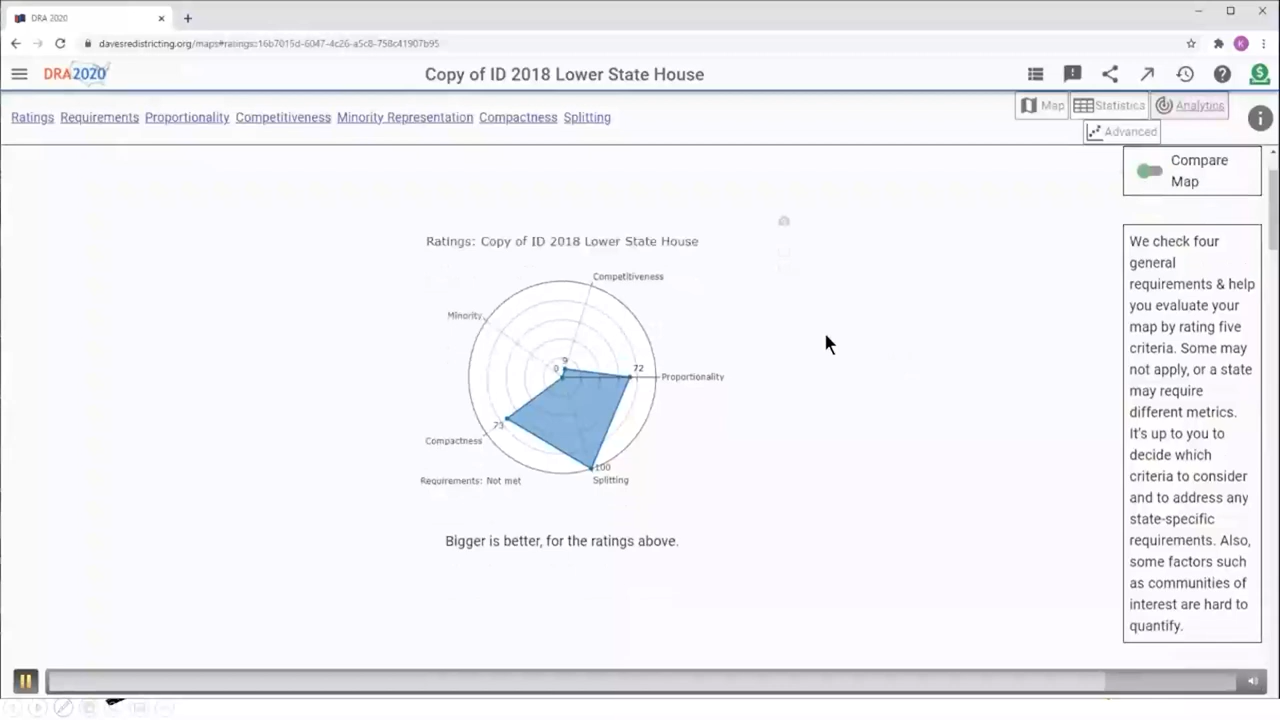 DRA 2020
davesredistricting.org/maps#ratings::16b7015d-6047-4c26-a5c8-758c41907b95
K
DRA2020
Copy of ID 2018 Lower State House
Ratings Requirements Proportionality Competitiveness Minority Representation Compactness Splitting
Map Statistics Analytics
Advanced
Compare
Map
Ratings: Copy of ID 2018 Lower State House
Competitiveness
Minority
9
0
72
Proportionality
73
Compactness
100
Splitting
Requirements: Not met
Bigger is better, for the ratings above.
We check four
general
requirements & help
you evaluate your
map by rating five
criteria. Some may
not apply, or a state
may require
different metrics.
It's up to you to
decide which
criteria to consider
and to address any
state-specific
requirements. Also,
some factors such
as communities of
interest are hard to
quantify.